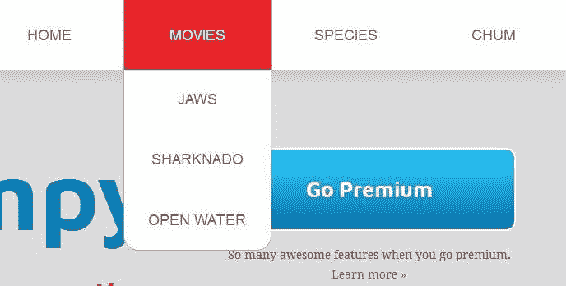 HOME MOVIES SPECIES CHUM
JAWS
SHARKNADO
OPEN WATER
npy
Go Premium
So many awesome features when you go premium.
Learn more »